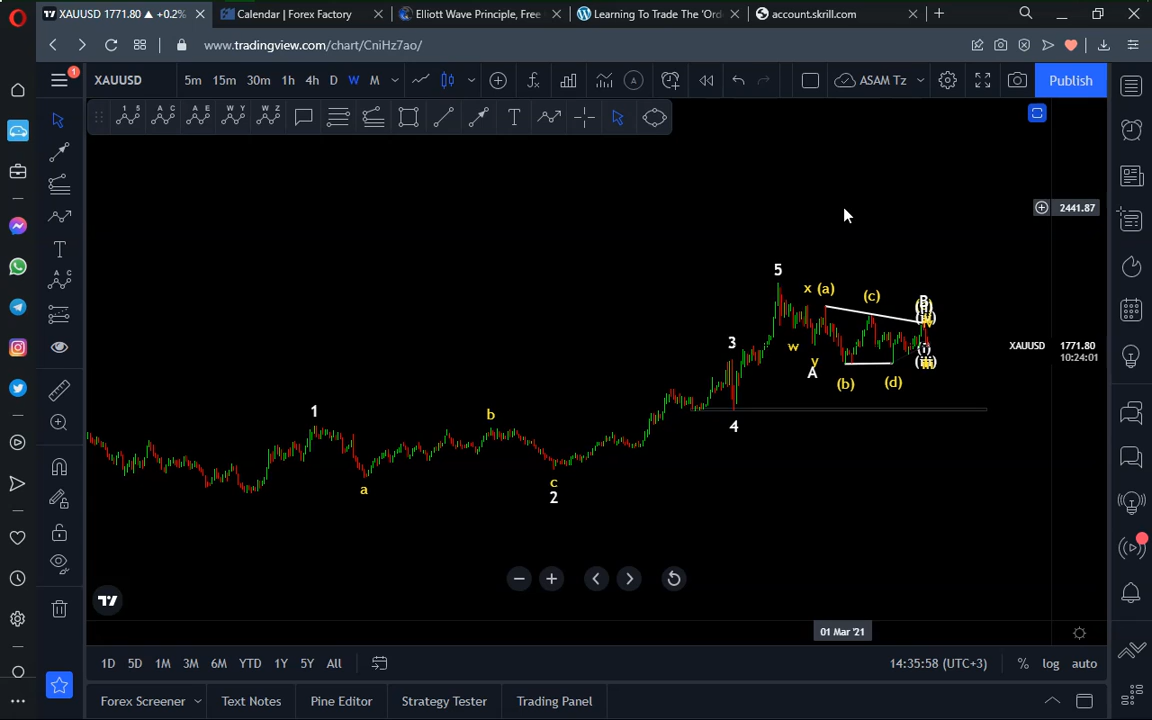 XAUUSD 1771.80 ▲ +0.2%
Calendar | Forex Factory
Elliott Wave Principle, Free
Learning To Trade The 'Ord
account.skrill.com
www.tradingview.com/chart/CniHz7ao/
1
XAUUSD
5m 15m 30m 1h 4h D W M
A
ASAM Tz
Publish
1 5
A C
A E
W Y
W Z
T
2441.87
T
A C
5
x (a)
(c)
B
3
w
(i)
XAUUSD 1771.80
10:24:01
y
A
(b)
(d)
1
b
4
a
c
2
01 Mar '21
1D 5D 1M 3M 6M YTD 1Y 5Y All
14:35:58 (UTC+3)
% log auto
Forex Screener
Text Notes
Pine Editor
Strategy Tester
Trading Panel